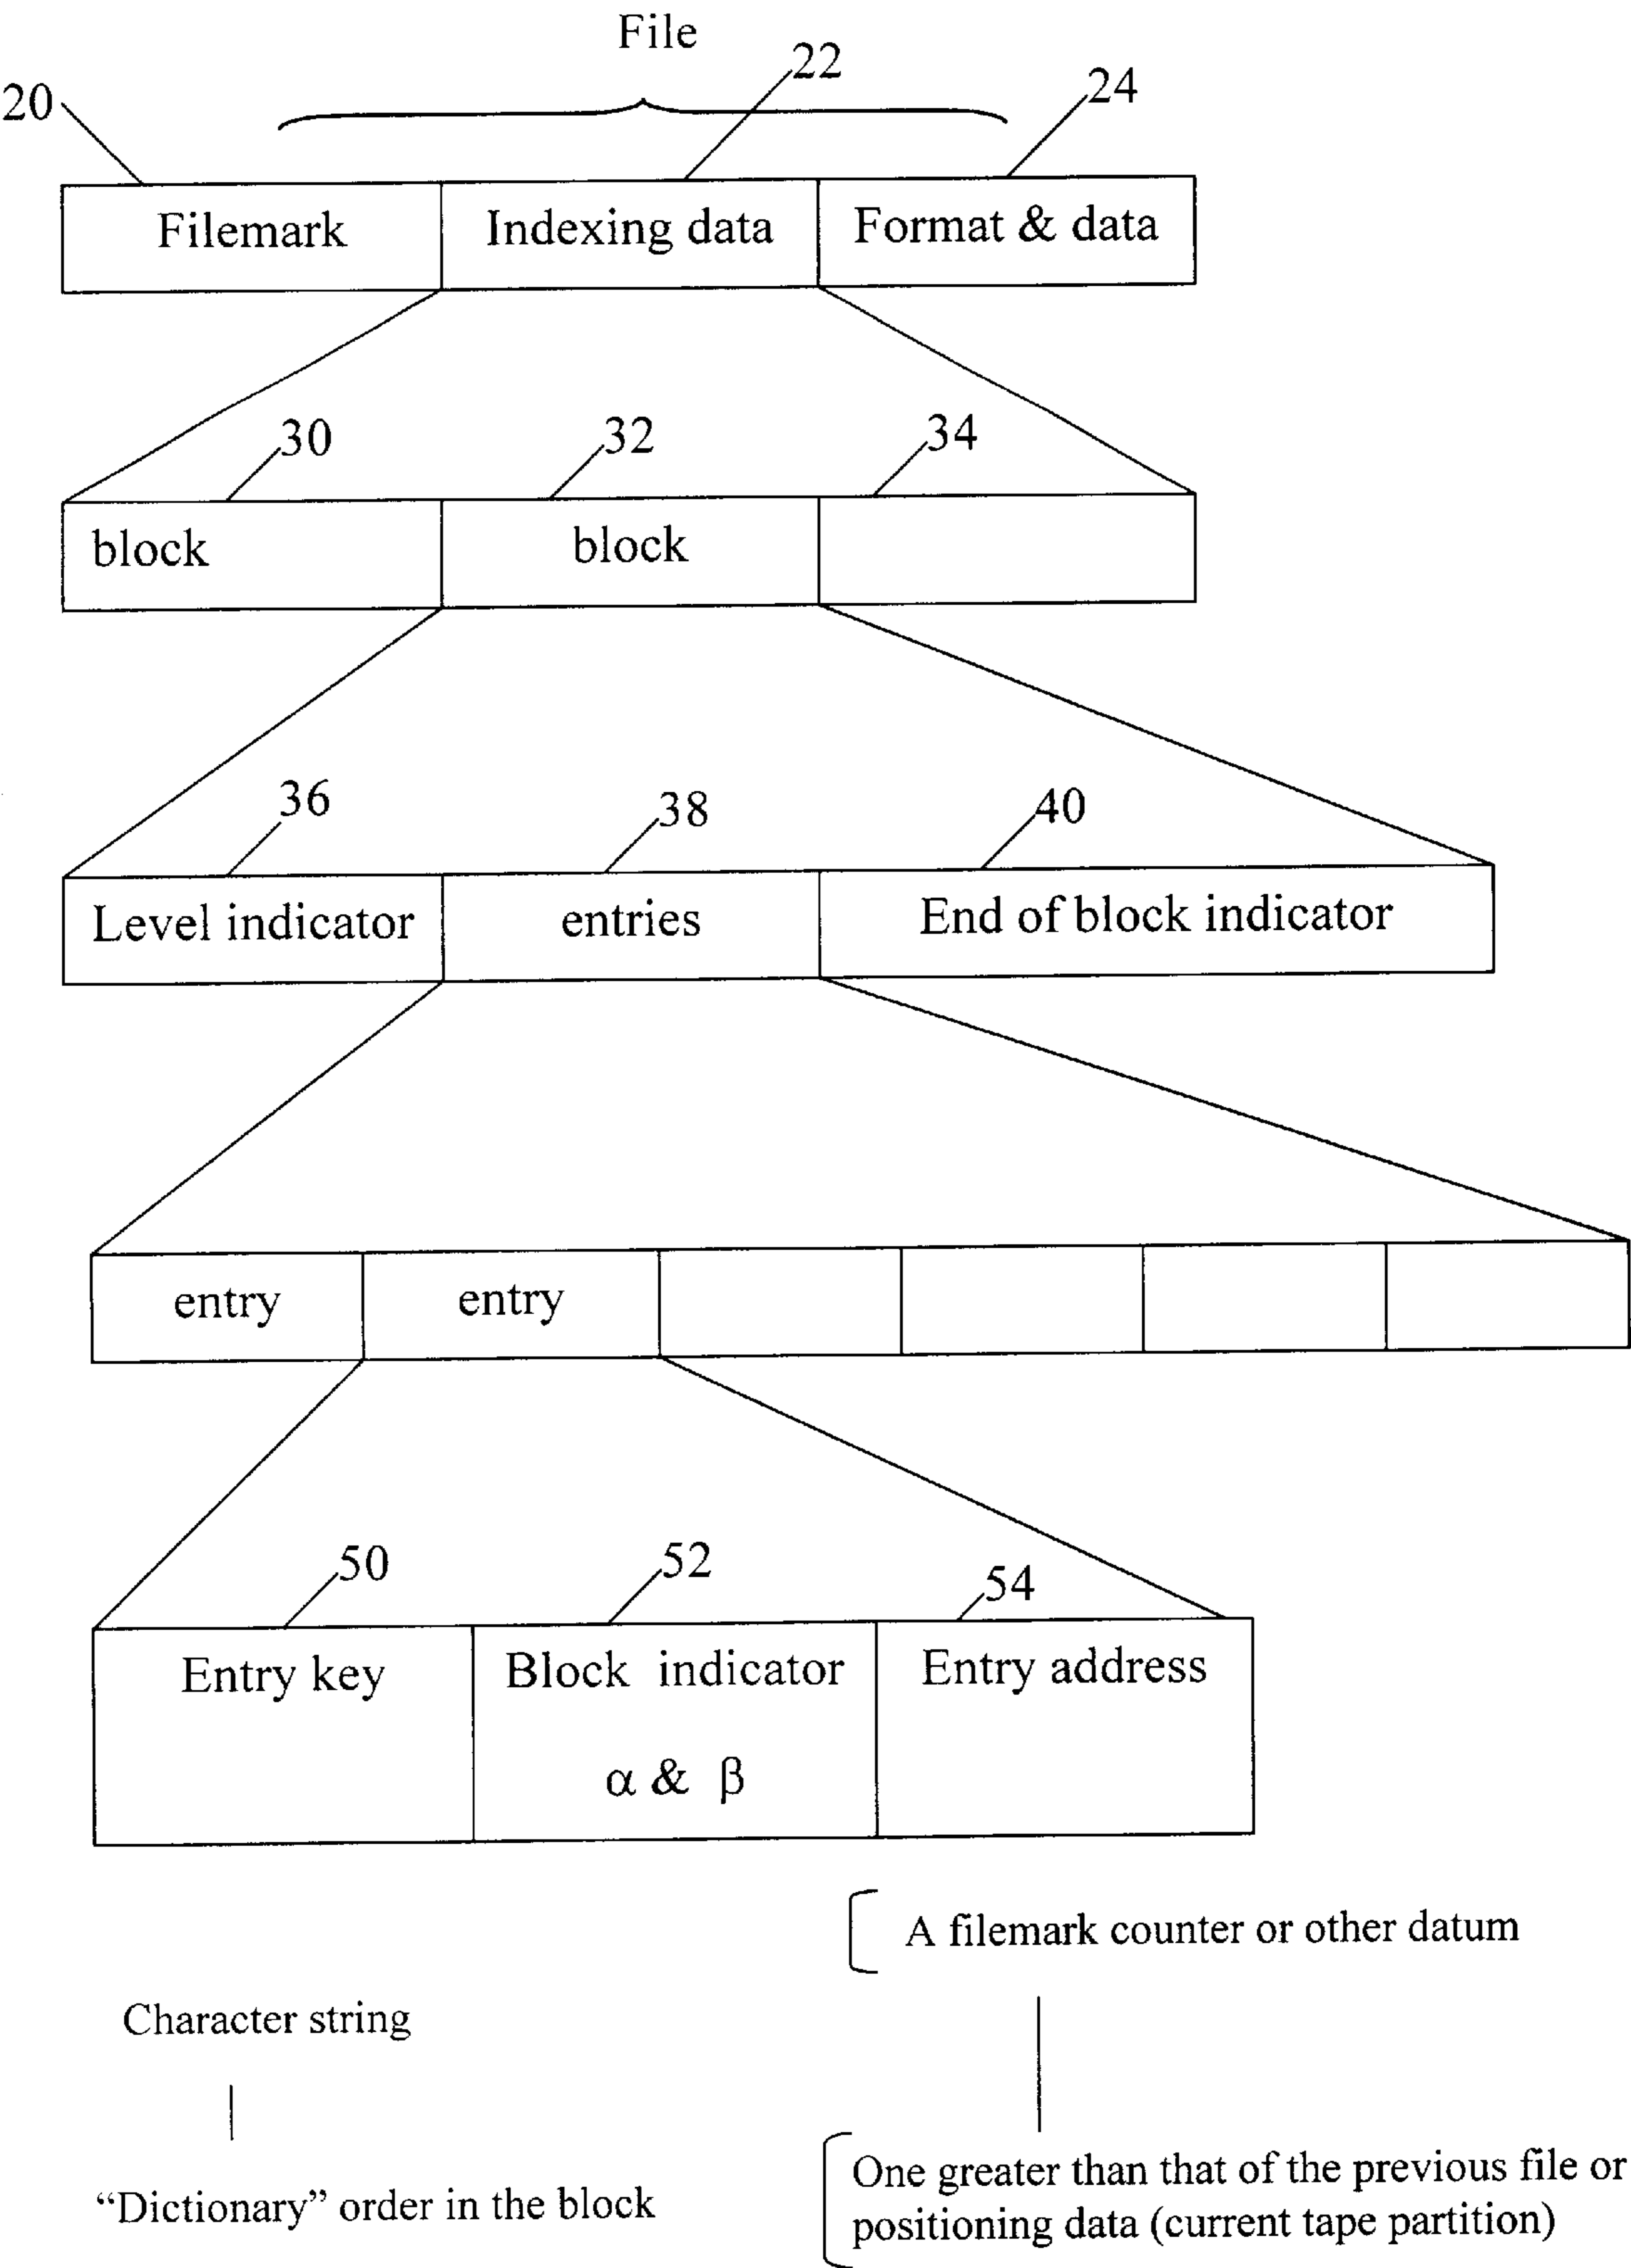 File
20
22
24
Filemark
Indexing data
Format & data
30
32
34
block
block
36
38
40
Level indicator
entries
End of block indicator
entry
entry
50
52
54
Entry key
Block indicator
Entry address
α & β
A filemark counter or other datum
Character string
“Dictionary” order in the block
One greater than that of the previous file or
positioning data (current tape partition)